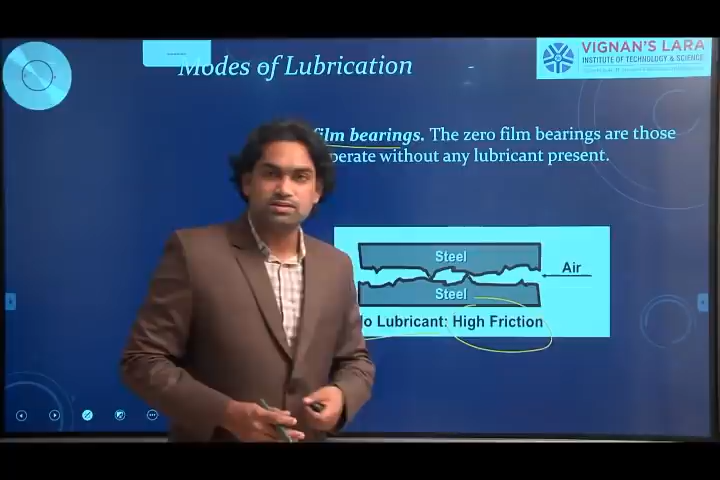 Modes of Lubrication
VIGNAN'S LARA
INSTITUTE OF TECHNOLOGY & SCIENCE
film bearings. The zero film bearings are those
perate without any lubricant present.
Steel
Air
Steel
o Lubricant: High Friction